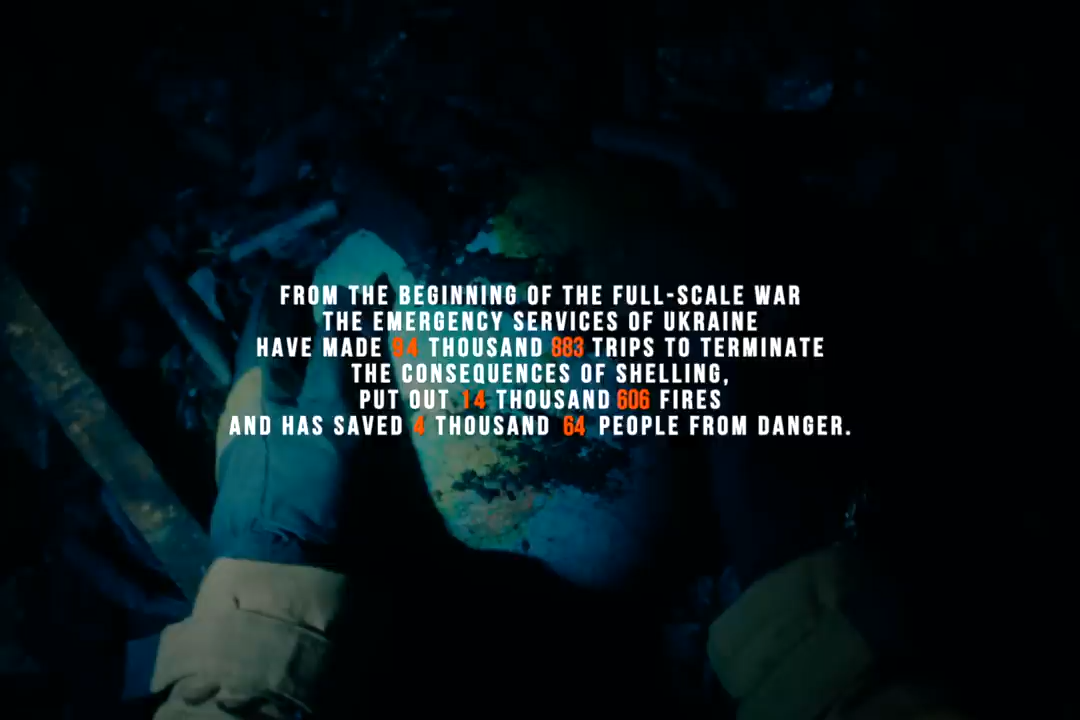 FROM THE BEGINNING OF THE FULL-SCALE WAR
THE EMERGENCY SERVICES OF UKRAINE
HAVE MADE 94 THOUSAND 883 TRIPS TO TERMINATE
THE CONSEQUENCES OF SHELLING,
PUT OUT 14 THOUSAND 606 FIRES
AND HAS SAVED 4 THOUSAND 64 PEOPLE FROM DANGER.